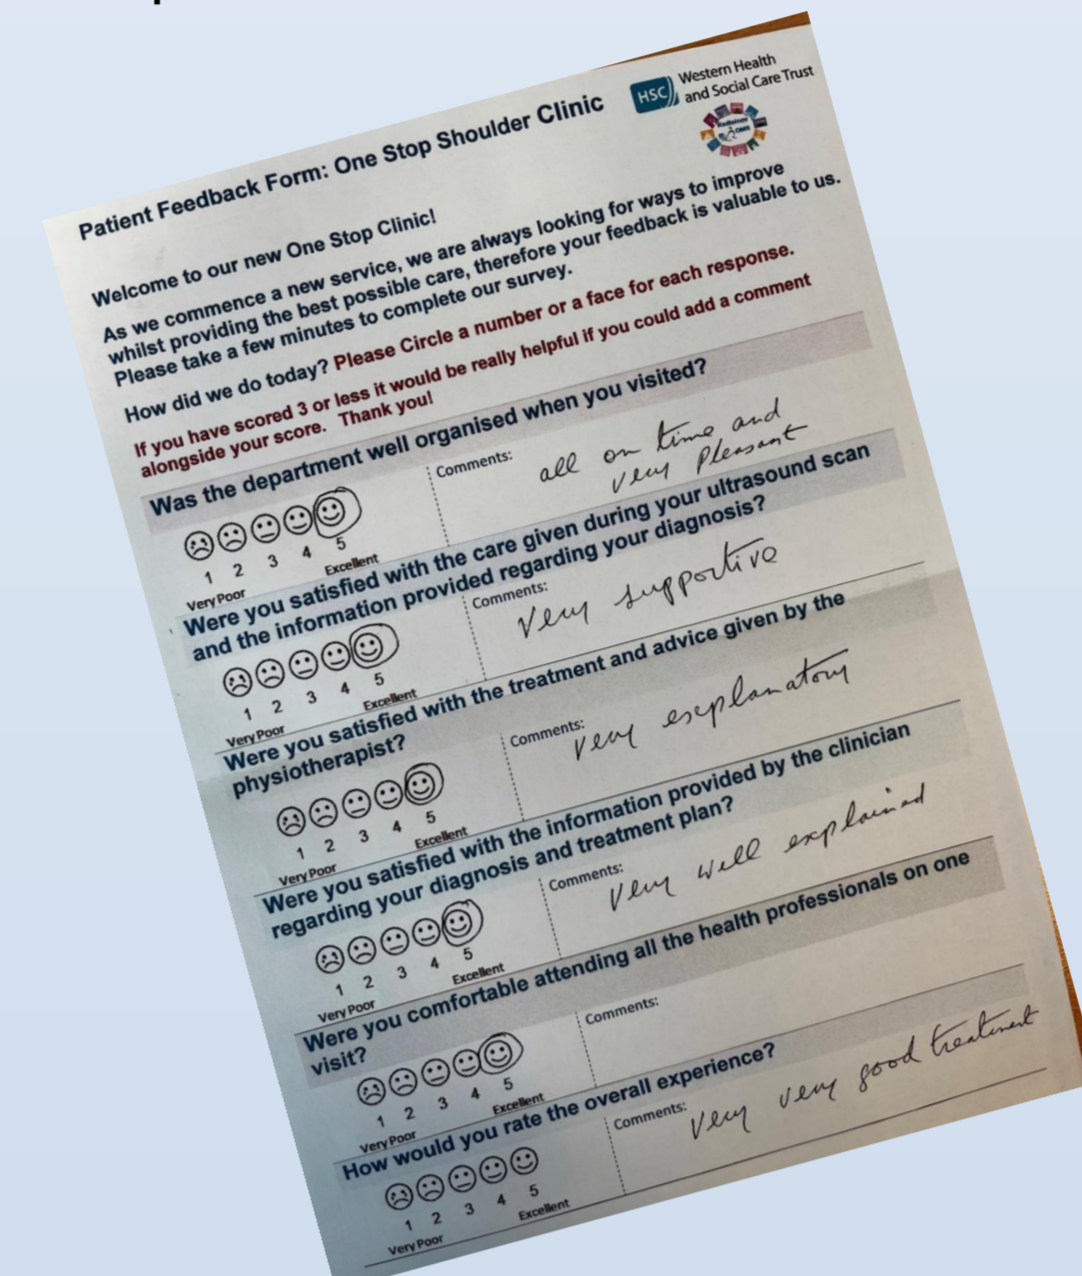 Patient Feedback Form: One Stop Shoulder Clinic
HSC
Western Health
and Social Care Trust
Welcome to our new One Stop Clinic!
As we commence a new service, we are always looking for ways to improve
whilst providing the best possible care, therefore your feedback is valuable to us.
Please take a few minutes to complete our survey.
How did we do today? Please Circle a number or a face for each response.
If you have scored 3 or less it would be really helpful if you could add a comment
alongside your score. Thank you!
Was the department well organised when you visited?
1 2 3 4 5
Very Poor Excellent
Comments:
all on time and
very pleasant
Were you satisfied with the care given during your ultrasound scan
and the information provided regarding your diagnosis?
1 2 3 4 5
Very Poor Excellent
Comments:
very supportive
Were you satisfied with the treatment and advice given by the
physiotherapist?
1 2 3 4 5
Very Poor Excellent
Comments:
very explanatory
Were you satisfied with the information provided by the clinician
regarding your diagnosis and treatment plan?
1 2 3 4 5
Very Poor Excellent
Comments:
very well explained
Were you comfortable attending all the health professionals on one
visit?
1 2 3 4 5
Very Poor Excellent
Comments:
How would you rate the overall experience?
1 2 3 4 5
Very Poor Excellent
Comments:
very very good treatment